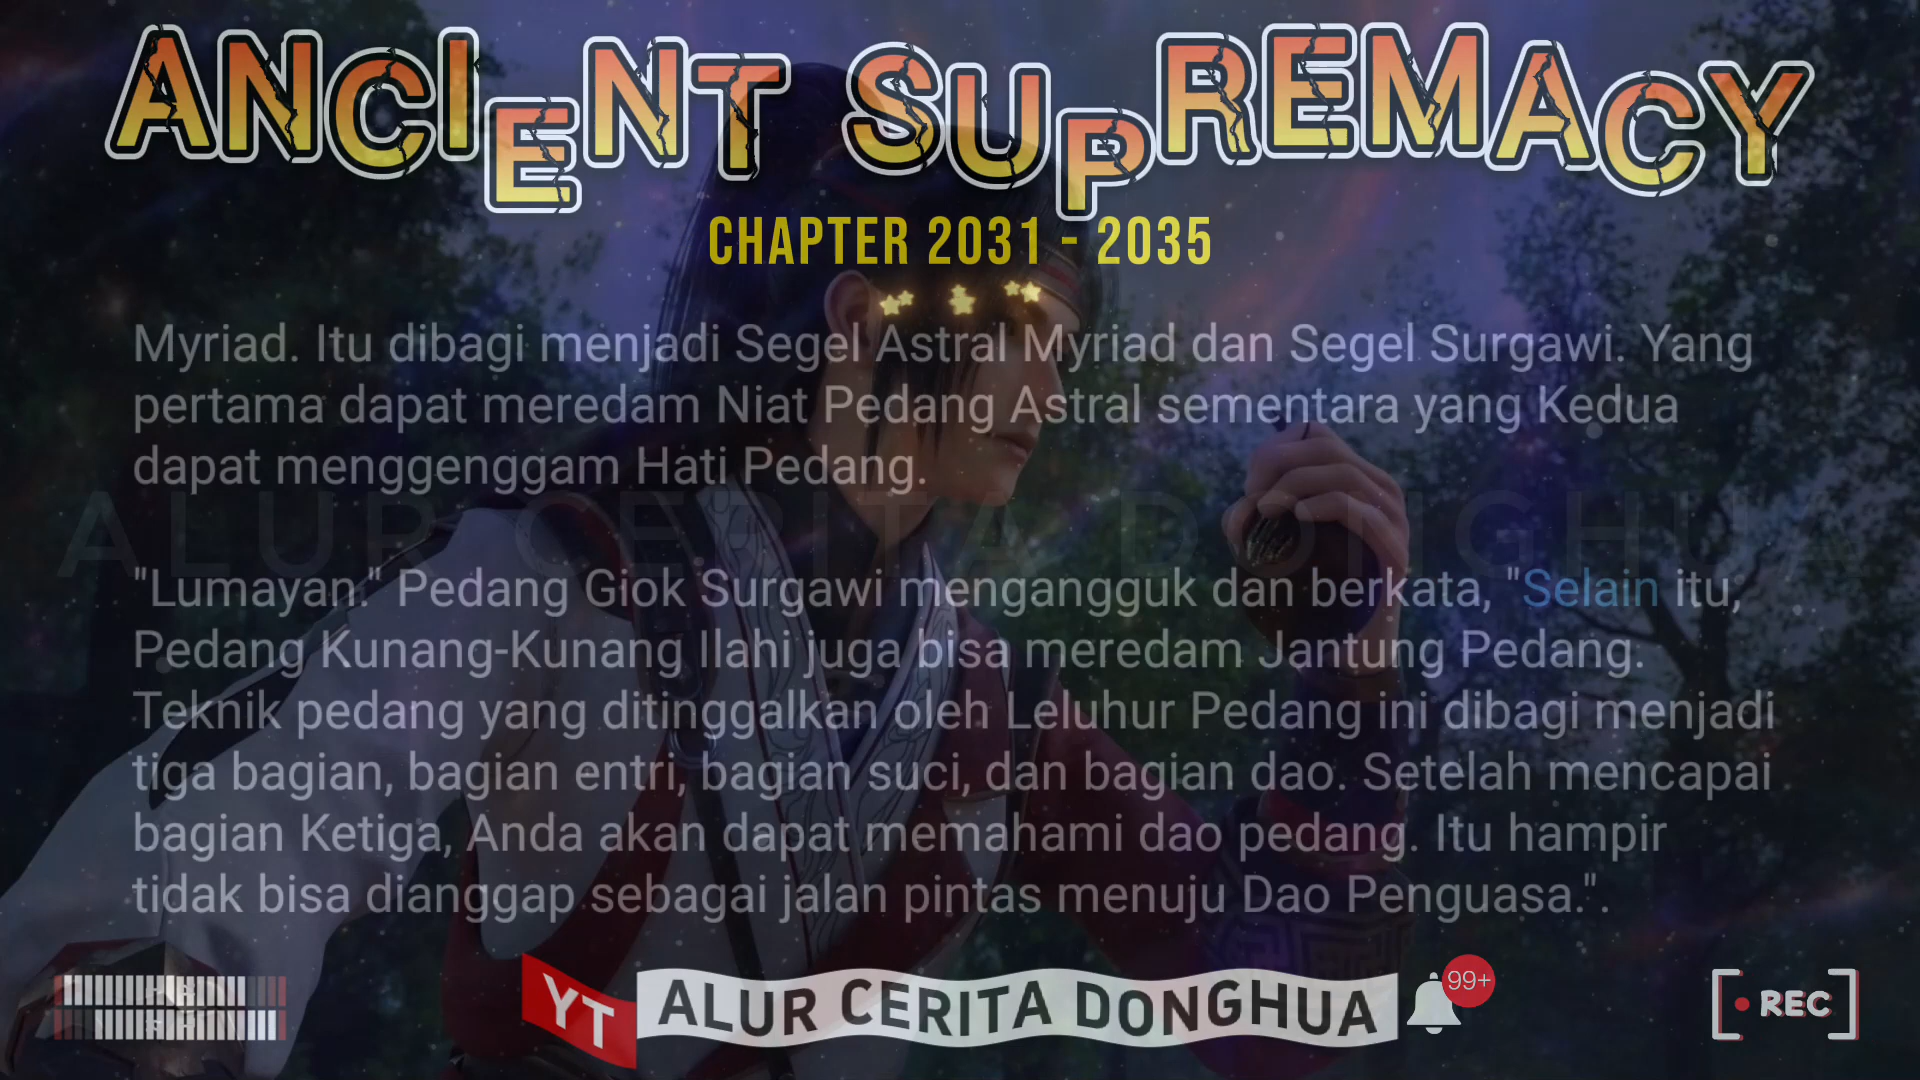 ANCIENT SUPREMACY
CHAPTER 2031 - 2035
Myriad. Itu dibagi menjadi Segel Astral Myriad dan Segel Surgawi. Yang
pertama dapat meredam Niat Pedang Astral sementara yang Kedua
dapat menggenggam Hati Pedang.
ALUR CERITA DONGHUA
"Lumayan." Pedang Giok Surgawi mengangguk dan berkata, "Selain itu,
Pedang Kunang-Kunang Ilahi juga bisa meredam Jantung Pedang.
Teknik pedang yang ditinggalkan oleh Leluhur Pedang ini dibagi menjadi
tiga bagian, bagian entri, bagian suci, dan bagian dao. Setelah mencapai
bagian Ketiga, Anda akan dapat memahami dao pedang. Itu hampir
tidak bisa dianggap sebagai jalan pintas menuju Dao Penguasa.".
YT ALUR CERITA DONGHUA 99+
REC